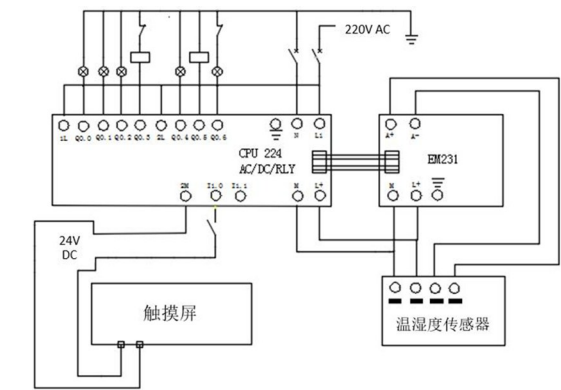 220V AC
1L Q0.0 Q0.1 Q0.2 Q0.3 2L Q0.4 Q0.5 Q0.6 N L1
A+ A-
CPU 224
AC/DC/RLY
EM231
2M I1.0 I1.1 M L+
M L+
24V
DC
触摸屏
温湿度传感器